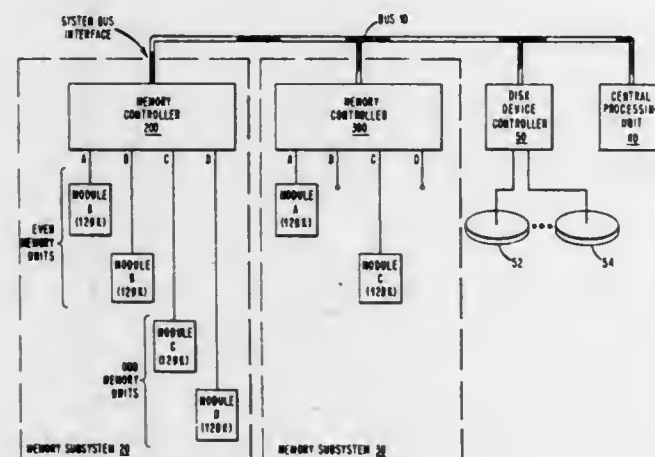 SYSTEM BUS
INTERFACE
BUS 10
MEMORY
CONTROLLER
200
A B C D
MEMORY
CONTROLLER
300
A B C D
DISK
DEVICE
CONTROLLER
50
CENTRAL
PROCESSING
UNIT
40
MODULE
A
(128K)
MODULE
B
(128K)
MODULE
C
(128K)
MODULE
D
(128K)
EVEN
MEMORY
UNITS
ODD
MEMORY
UNITS
MODULE
A
(128K)
MODULE
C
(128K)
52
54
MEMORY SUBSYSTEM 20
MEMORY SUBSYSTEM 30